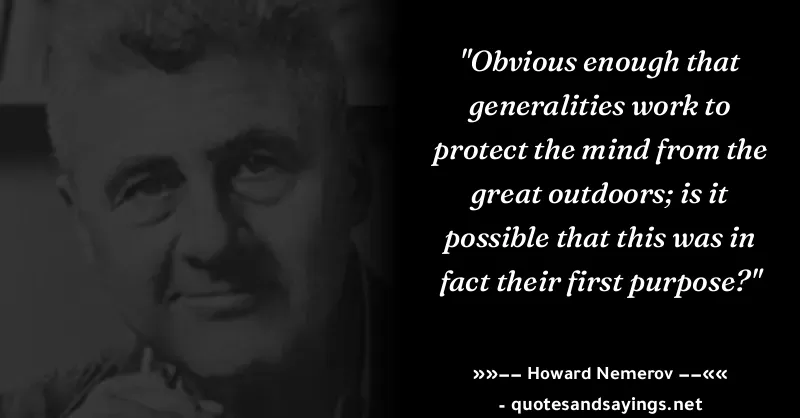 "Obvious enough that
generalities work to
protect the mind from the
great outdoors; is it
possible that this was in
fact their first purpose?"
»»−− Howard Nemerov −−««
- quotesandsayings.net